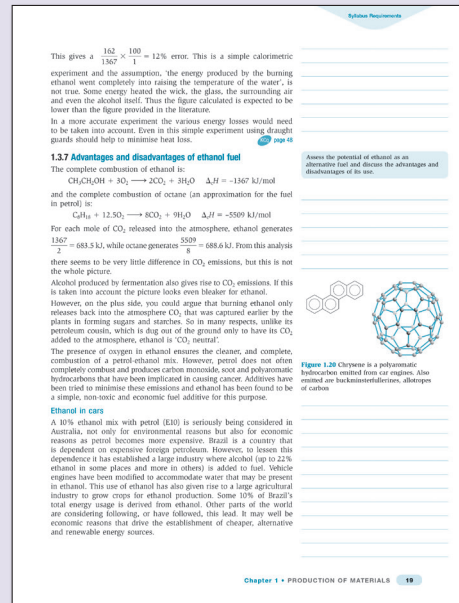 Syllabus Requirements
This gives a 162/1367 × 100/1 = 12% error. This is a simple calorimetric
experiment and the assumption, 'the energy produced by the burning
ethanol went completely into raising the temperature of the water', is
not true. Some energy heated the wick, the glass, the surrounding air
and even the alcohol itself. Thus the figure calculated is expected to be
lower than the figure provided in the literature.
In a more accurate experiment the various energy losses would need
to be taken into account. Even in this simple experiment using draught
guards should help to minimise heat loss.
page 49
1.3.7 Advantages and disadvantages of ethanol fuel
The complete combustion of ethanol is:
CH₃CH₂OH + 3O₂ ⟶ 2CO₂ + 3H₂O ΔcH = −1367 kJ/mol
and the complete combustion of octane (an approximation for the fuel
in petrol) is:
C₈H₁₈ + 12.5O₂ ⟶ 8CO₂ + 9H₂O ΔcH = −5509 kJ/mol
For each mole of CO₂ released into the atmosphere, ethanol generates
1367/2 = 683.5 kJ, while octane generates 5509/8 = 688.6 kJ. From this analysis
there seems to be very little difference in CO₂ emissions, but this is not
the whole picture.
Alcohol produced by fermentation also gives rise to CO₂ emissions. If this
is taken into account the picture looks even bleaker for ethanol.
However, on the plus side, you could argue that burning ethanol only
releases back into the atmosphere CO₂ that was captured earlier by the
plants in forming sugars and starches. So in many respects, unlike its
petroleum cousin, which is dug out of the ground only to have its CO₂
added to the atmosphere, ethanol is 'CO₂ neutral'.
The presence of oxygen in ethanol ensures the cleaner, and complete,
combustion of a petrol-ethanol mix. However, petrol does not often
completely combust and produces carbon monoxide, soot and polyaromatic
hydrocarbons that have been implicated in causing cancer. Additives have
been tried to minimise these emissions and ethanol has been found to be
a simple, non-toxic and economic fuel additive for this purpose.
Ethanol in cars
A 10% ethanol mix with petrol (E10) is seriously being considered in
Australia, not only for environmental reasons but also for economic
reasons as petrol becomes more expensive. Brazil is a country that
is dependent on expensive foreign petroleum. However, to lessen this
dependence it has established a large industry where alcohol (up to 22%
ethanol in some places and more in others) is added to fuel. Vehicle
engines have been modified to accommodate water that may be present
in ethanol. This use of ethanol has also given rise to a large agricultural
industry to grow crops for ethanol production. Some 10% of Brazil's
total energy usage is derived from ethanol. Other parts of the world
are considering following, or have followed, this lead. It may well be
economic reasons that drive the establishment of cheaper, alternative
and renewable energy sources.
Assess the potential of ethanol as an
alternative fuel and discuss the advantages and
disadvantages of its use.
Figure 1.20 Chrysene is a polyaromatic
hydrocarbon emitted from car engines. Also
emitted are buckminsterfullerines, allotropes
of carbon
Chapter 1 • PRODUCTION OF MATERIALS 19